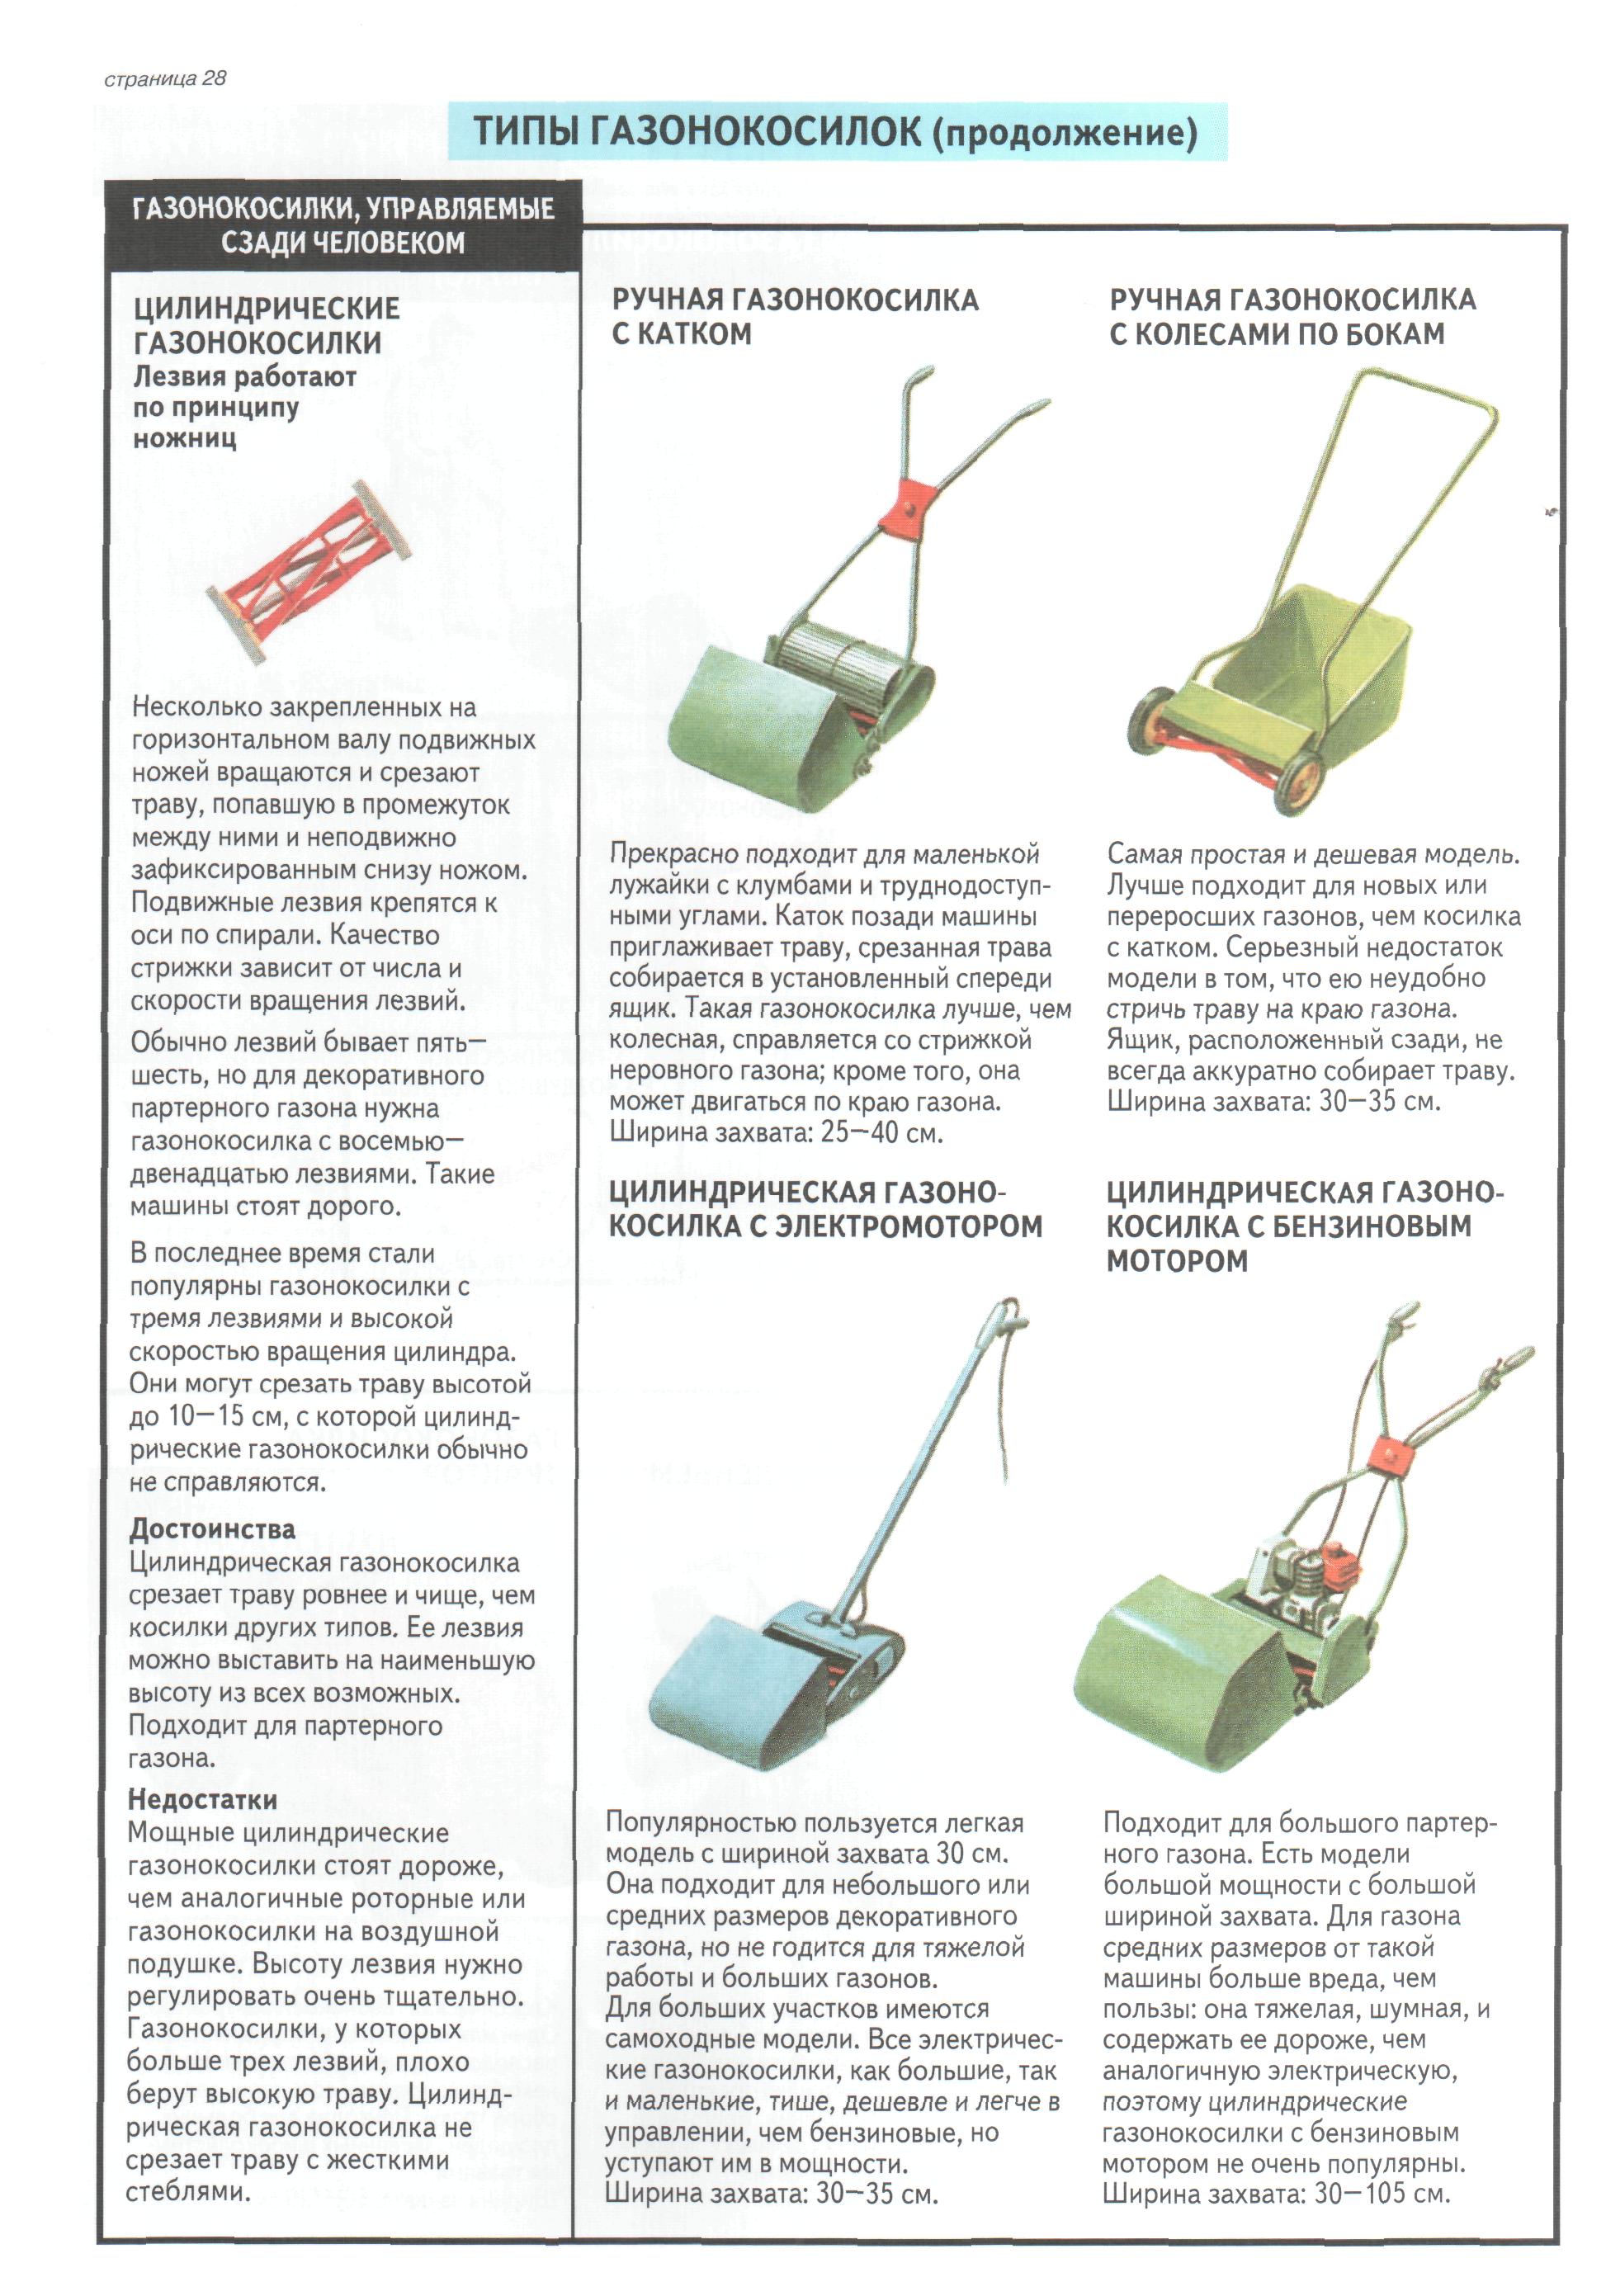 страница 28
ТИПЫ ГАЗОНОКОСИЛОК (продолжение)
ГАЗОНОКОСИЛКИ, УПРАВЛЯЕМЫЕ
СЗАДИ ЧЕЛОВЕКОМ
ЦИЛИНДРИЧЕСКИЕ
ГАЗОНОКОСИЛКИ
Лезвия работают
по принципу
ножниц
Несколько закрепленных на
горизонтальном валу подвижных
ножей вращаются и срезают
траву, попавшую в промежуток
между ними и неподвижно
зафиксированным снизу ножом.
Подвижные лезвия крепятся к
оси по спирали. Качество
стрижки зависит от числа и
скорости вращения лезвий.
Обычно лезвий бывает пять—
шесть, но для декоративного
партерного газона нужна
газонокосилка с восемью—
двенадцатью лезвиями. Такие
машины стоят дорого.
В последнее время стали
популярны газонокосилки с
тремя лезвиями и высокой
скоростью вращения цилиндра.
Они могут срезать траву высотой
до 10—15 см, с которой цилинд-
рические газонокосилки обычно
не справляются.
Достоинства
Цилиндрическая газонокосилка
срезает траву ровнее и чище, чем
косилки других типов. Ее лезвия
можно выставить на наименьшую
высоту из всех возможных.
Подходит для партерного
газона.
Недостатки
Мощные цилиндрические
газонокосилки стоят дороже,
чем аналогичные роторные или
газонокосилки на воздушной
подушке. Высоту лезвия нужно
регулировать очень тщательно.
Газонокосилки, у которых
больше трех лезвий, плохо
берут высокую траву. Цилинд-
рическая газонокосилка не
срезает траву с жесткими
стеблями.
РУЧНАЯ ГАЗОНОКОСИЛКА
С КАТКОМ
Прекрасно подходит для маленькой
лужайки с клумбами и труднодоступ-
ными углами. Каток позади машины
приглаживает траву, срезанная трава
собирается в установленный спереди
ящик. Такая газонокосилка лучше, чем
колесная, справляется со стрижкой
неровного газона; кроме того, она
может двигаться по краю газона.
Ширина захвата: 25—40 см.
РУЧНАЯ ГАЗОНОКОСИЛКА
С КОЛЕСАМИ ПО БОКАМ
Самая простая и дешевая модель.
Лучше подходит для новых или
переросших газонов, чем косилка
с катком. Серьезный недостаток
модели в том, что ею неудобно
стричь траву на краю газона.
Ящик, расположенный сзади, не
всегда аккуратно собирает траву.
Ширина захвата: 30—35 см.
ЦИЛИНДРИЧЕСКАЯ ГАЗОНО-
КОСИЛКА С ЭЛЕКТРОМОТОРОМ
Популярностью пользуется легкая
модель с шириной захвата 30 см.
Она подходит для небольшого или
средних размеров декоративного
газона, но не годится для тяжелой
работы и больших газонов.
Для больших участков имеются
самоходные модели. Все электричес-
кие газонокосилки, как большие, так
и маленькие, тише, дешевле и легче в
управлении, чем бензиновые, но
уступают им в мощности.
Ширина захвата: 30—35 см.
ЦИЛИНДРИЧЕСКАЯ ГАЗОНО-
КОСИЛКА С БЕНЗИНОВЫМ
МОТОРОМ
Подходит для большого партер-
ного газона. Есть модели
большой мощности с большой
шириной захвата. Для газона
средних размеров от такой
машины больше вреда, чем
пользы: она тяжелая, шумная, и
содержать ее дороже, чем
аналогичную электрическую,
поэтому цилиндрические
газонокосилки с бензиновым
мотором не очень популярны.
Ширина захвата: 30—105 см.